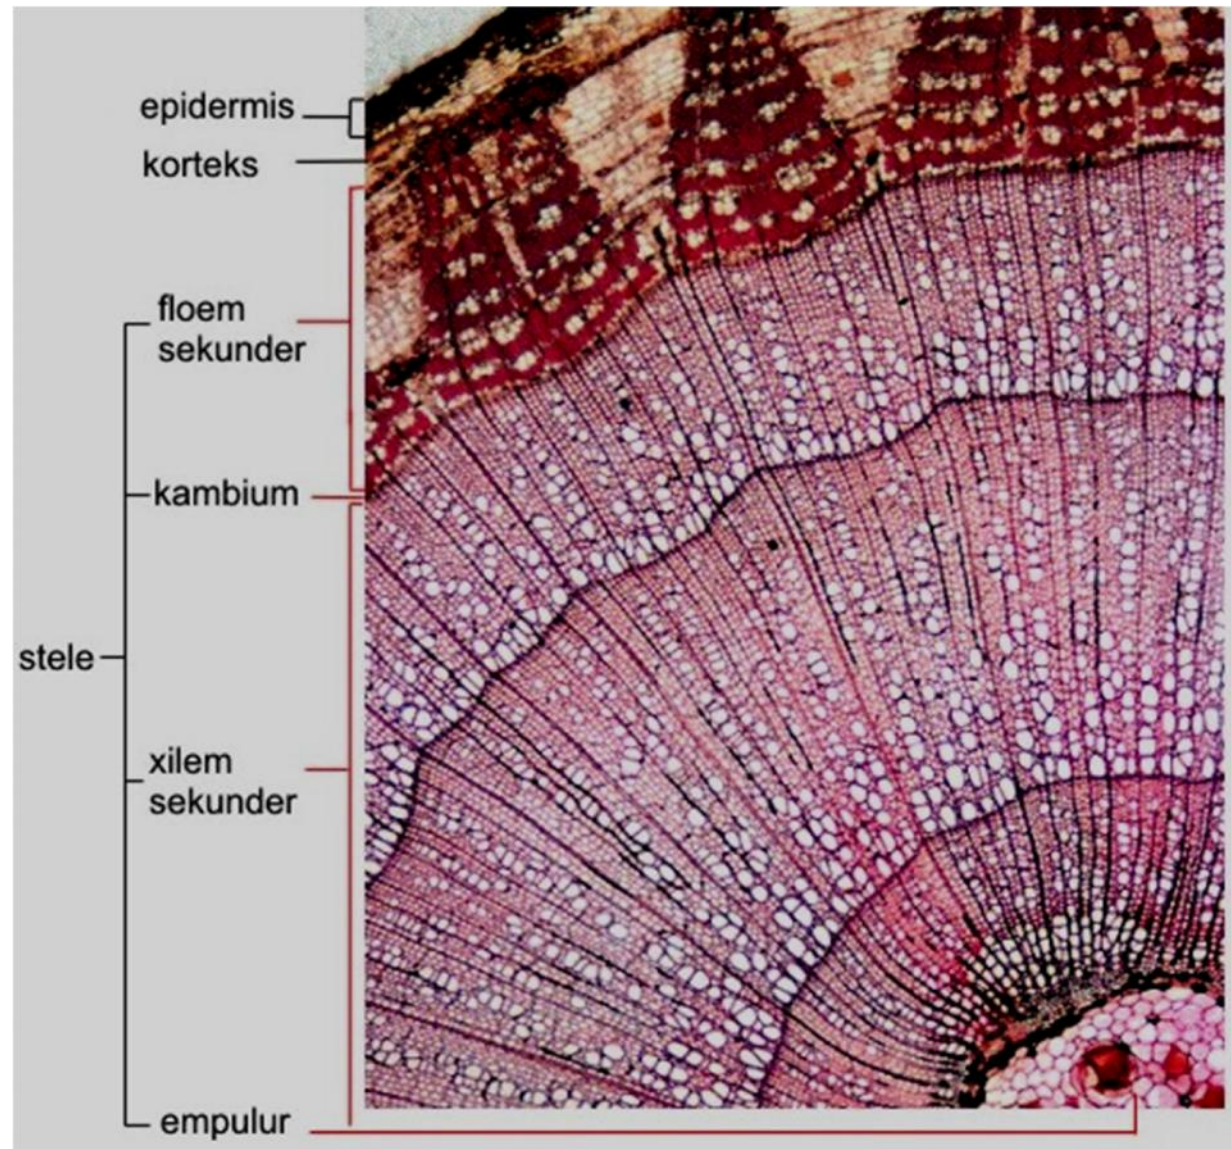 epidermis
korteks
floem
sekunder
kambium
stele
xilem
sekunder
empulur